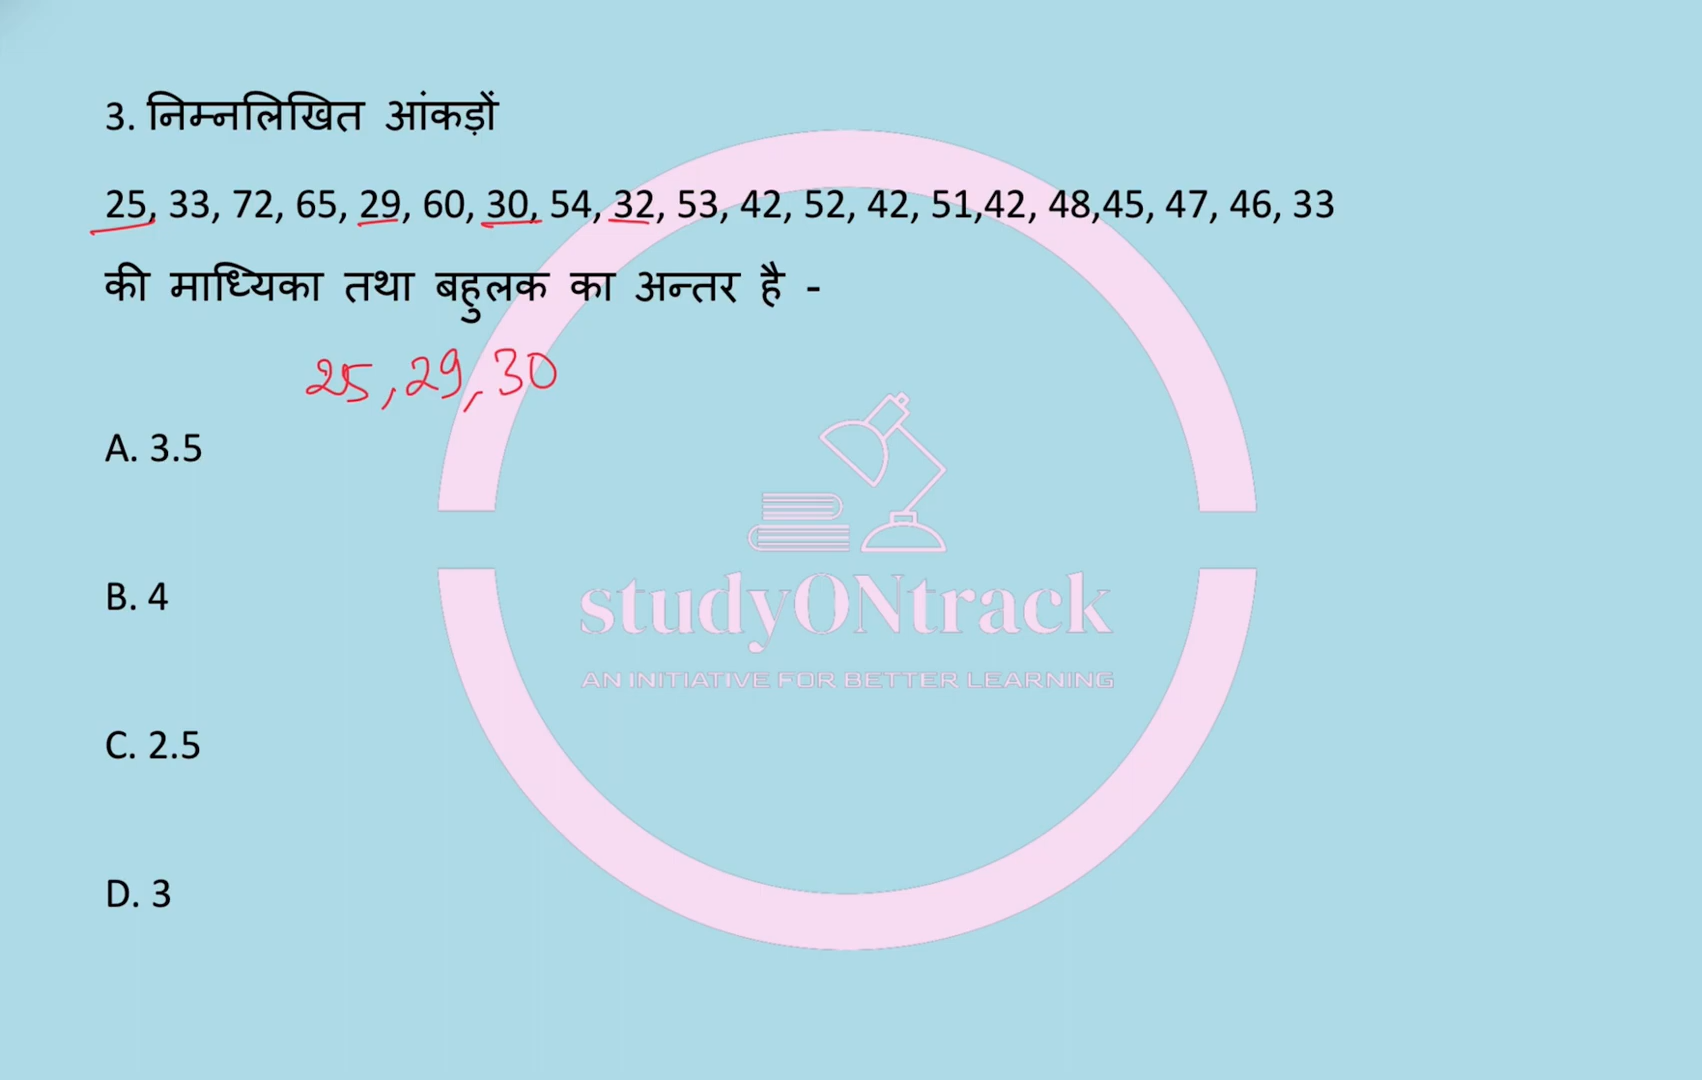 3. निम्नलिखित आंकड़ों
25, 33, 72, 65, 29, 60, 30, 54, 32, 53, 42, 52, 42, 51,42, 48,45, 47, 46, 33
की माध्यिका तथा बहुलक का अन्तर है -
25, 29, 30
A. 3.5
B. 4
studyONtrack
AN INITIATIVE FOR BETTER LEARNING
C. 2.5
D. 3